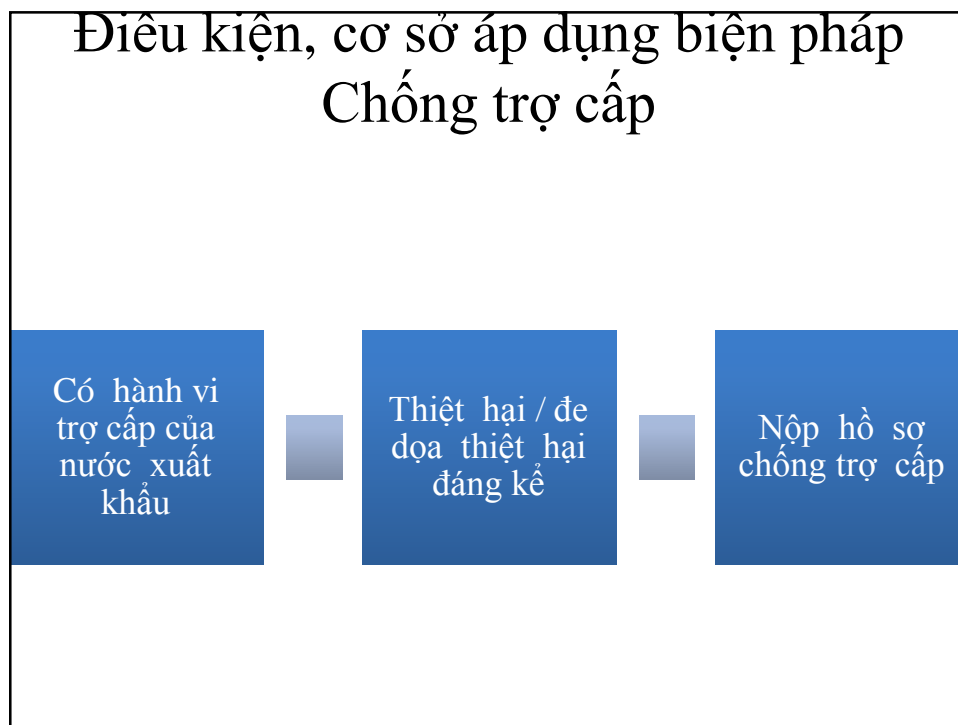 Điều kiện, cơ sở áp dụng biện pháp
Chống trợ cấp
Có hành vi
trợ cấp của
nước xuất
khẩu
Thiệt hại / đe
dọa thiệt hại
đáng kể
Nộp hồ sơ
chống trợ cấp